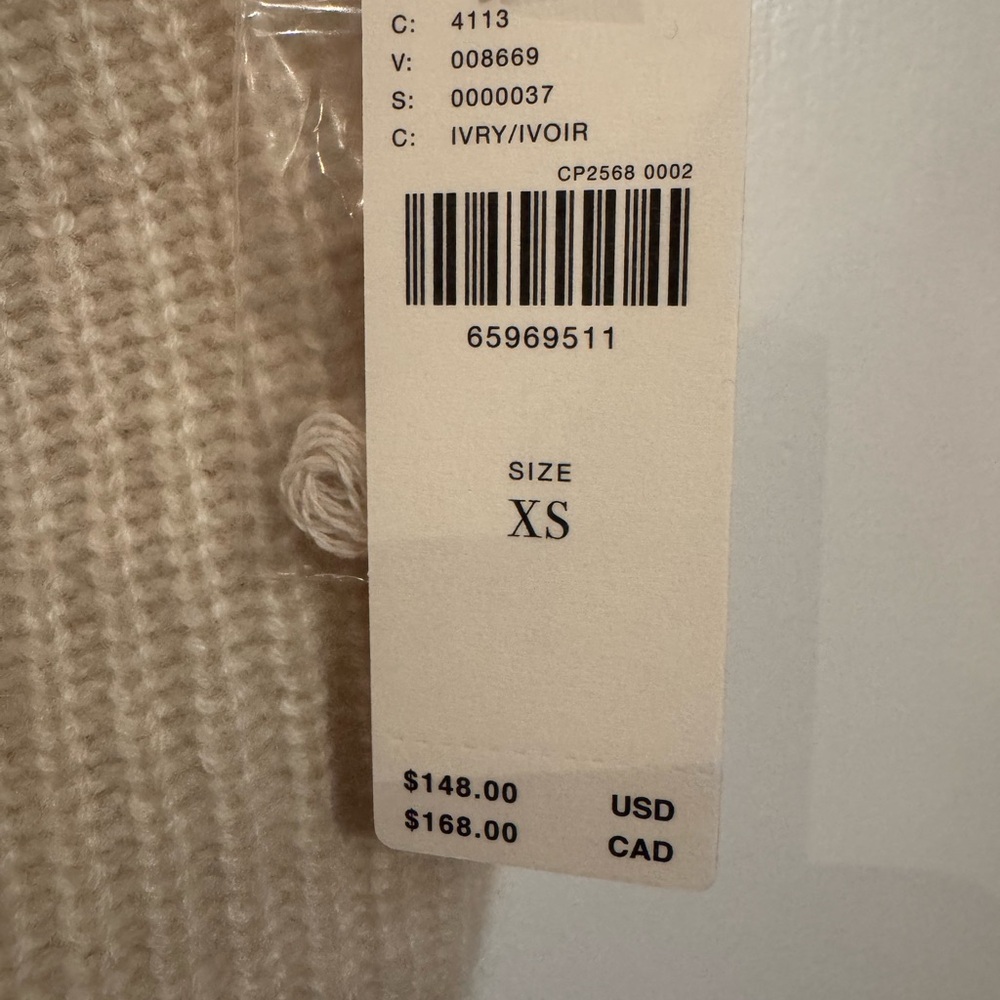 C: 4113
V: 008669
S: 0000037
C: IVRY/IVOIR
CP2568 0002
65969511
SIZE
XS
$148.00 USD
$168.00 CAD